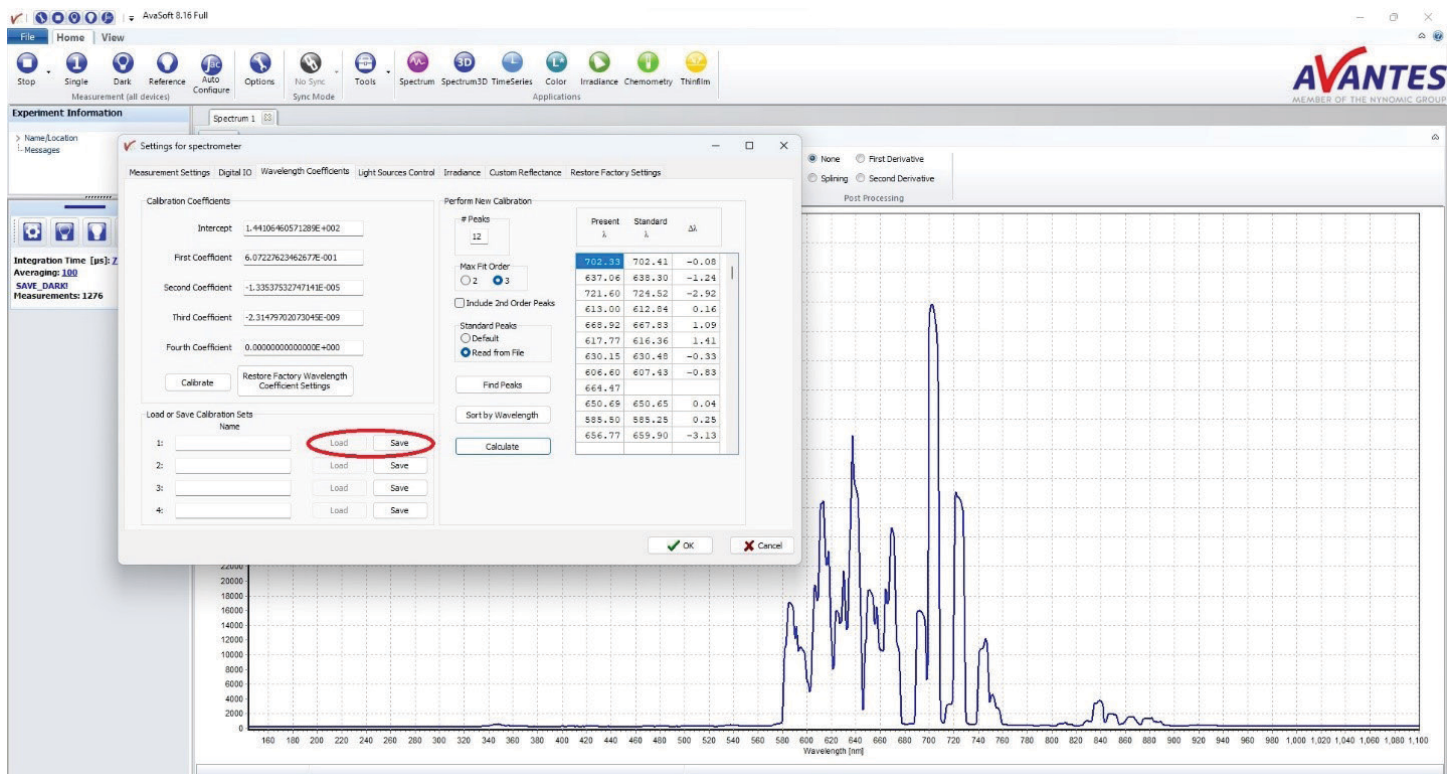 AvaSoft 8.16 Full
File Home View
Stop Single Dark Reference Auto Configure Options No Sync Tools Spectrum Spectrum3D TimeSeries Color Irradiance Chemometry Thinfilm
Measurement (all devices) Sync Mode Applications
AVANTES
MEMBER OF THE NYNOMIC GROUP
Experiment Information
Spectrum 1
Name/Location
Messages
Settings for spectrometer
Measurement Settings Digital IO Wavelength Coefficients Light Sources Control Irradiance Custom Reflectance Restore Factory Settings
None First Derivative
Splining Second Derivative
Post Processing
Integration Time [µs]: 7
Averaging: 100
SAVE_DARK!
Measurements: 1276
Calibration Coefficients
Intercept 1.44106460571289E+002
First Coefficient 6.07227623462677E-001
Second Coefficient -1.33537532747141E-005
Third Coefficient -2.31479702073045E-009
Fourth Coefficient 0.00000000000000E+000
Calibrate
Restore Factory Wavelength
Coefficient Settings
Load or Save Calibration Sets
Name
1: Load Save
2: Load Save
3: Load Save
4: Load Save
Perform New Calibration
# Peaks
12
Max Fit Order
2 3
Include 2nd Order Peaks
Standard Peaks
Default
Read from File
Find Peaks
Sort by Wavelength
Calculate
Present λ Standard λ Δλ
702.33 702.41 -0.08
637.06 638.30 -1.24
721.60 724.52 -2.92
613.00 612.84 0.16
668.92 667.83 1.09
617.77 616.36 1.41
630.15 630.48 -0.33
606.60 607.43 -0.83
664.47
650.69 650.65 0.04
585.50 585.25 0.25
656.77 659.90 -3.13
OK Cancel
22000
20000
18000
16000
14000
12000
10000
8000
6000
4000
2000
0
160 180 200 220 240 260 280 300 320 340 360 380 400 420 440 460 480 500 520 540 560 580 600 620 640 660 680 700 720 740 760 780 800 820 840 860 880 900 920 940 960 980 1,000 1,020 1,040 1,060 1,080 1,100
Wavelength [nm]